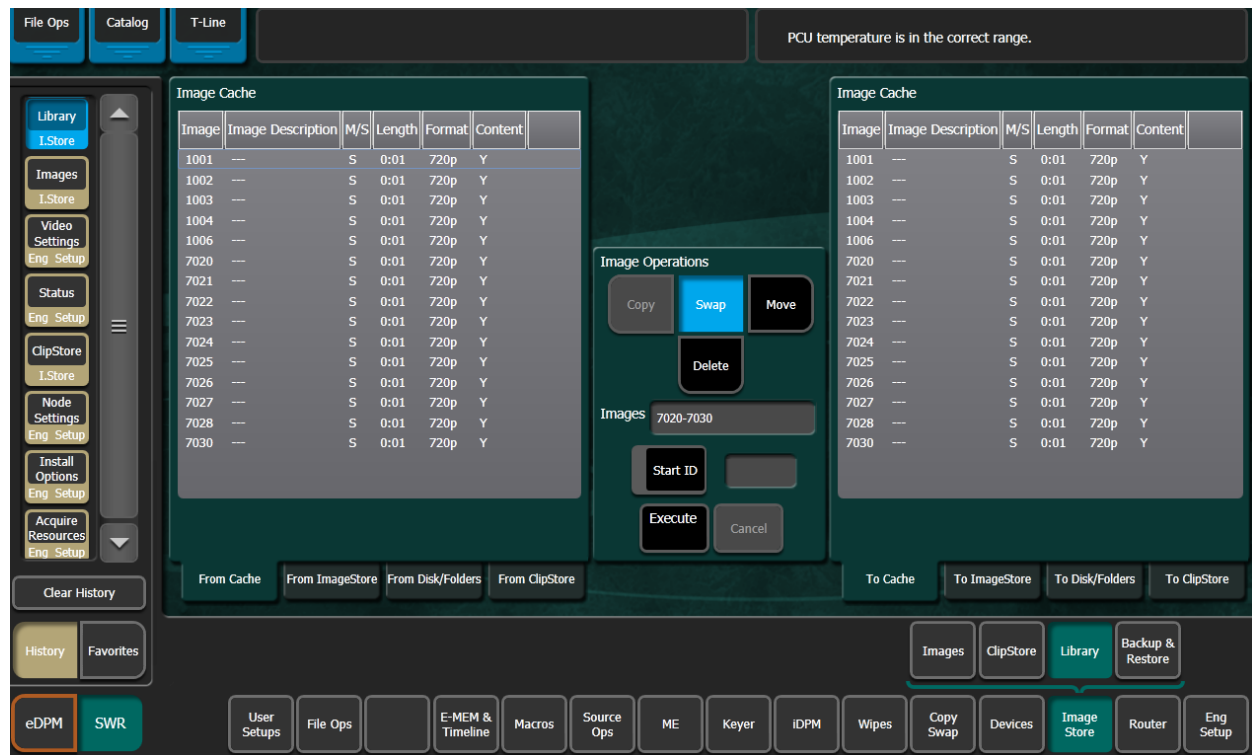 File Ops Catalog T-Line
PCU temperature is in the correct range.
Library
I.Store
Images
I.Store
Video
Settings
Eng Setup
Status
Eng Setup
ClipStore
I.Store
Node
Settings
Eng Setup
Install
Options
Eng Setup
Acquire
Resources
Eng Setup
Clear History
History Favorites
Image Cache
Image Image Description M/S Length Format Content
1001 --- S 0:01 720p Y
1002 --- S 0:01 720p Y
1003 --- S 0:01 720p Y
1004 --- S 0:01 720p Y
1006 --- S 0:01 720p Y
7020 --- S 0:01 720p Y
7021 --- S 0:01 720p Y
7022 --- S 0:01 720p Y
7023 --- S 0:01 720p Y
7024 --- S 0:01 720p Y
7025 --- S 0:01 720p Y
7026 --- S 0:01 720p Y
7027 --- S 0:01 720p Y
7028 --- S 0:01 720p Y
7030 --- S 0:01 720p Y
From Cache From ImageStore From Disk/Folders From ClipStore
Image Operations
Copy Swap Move
Delete
Images 7020-7030
Start ID
Execute Cancel
Image Cache
Image Image Description M/S Length Format Content
1001 --- S 0:01 720p Y
1002 --- S 0:01 720p Y
1003 --- S 0:01 720p Y
1004 --- S 0:01 720p Y
1006 --- S 0:01 720p Y
7020 --- S 0:01 720p Y
7021 --- S 0:01 720p Y
7022 --- S 0:01 720p Y
7023 --- S 0:01 720p Y
7024 --- S 0:01 720p Y
7025 --- S 0:01 720p Y
7026 --- S 0:01 720p Y
7027 --- S 0:01 720p Y
7028 --- S 0:01 720p Y
7030 --- S 0:01 720p Y
To Cache To ImageStore To Disk/Folders To ClipStore
Images ClipStore Library Backup & Restore
eDPM SWR User Setups File Ops E-MEM & Timeline Macros Source Ops ME Keyer iDPM Wipes Copy Swap Devices Image Store Router Eng Setup